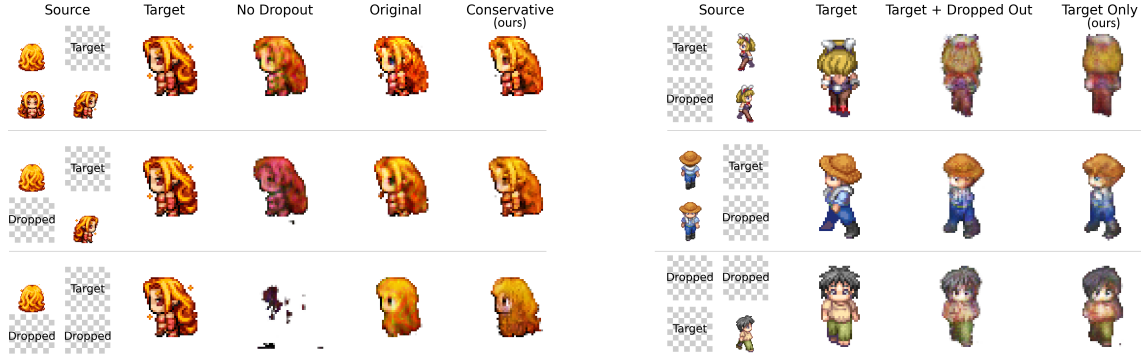 Source Target No Dropout Original Conservative
(ours)
Target
Target
Dropped
Target
Dropped Dropped
Source Target Target + Dropped Out Target Only
(ours)
Target
Dropped
Target
Dropped
Dropped Dropped
Target